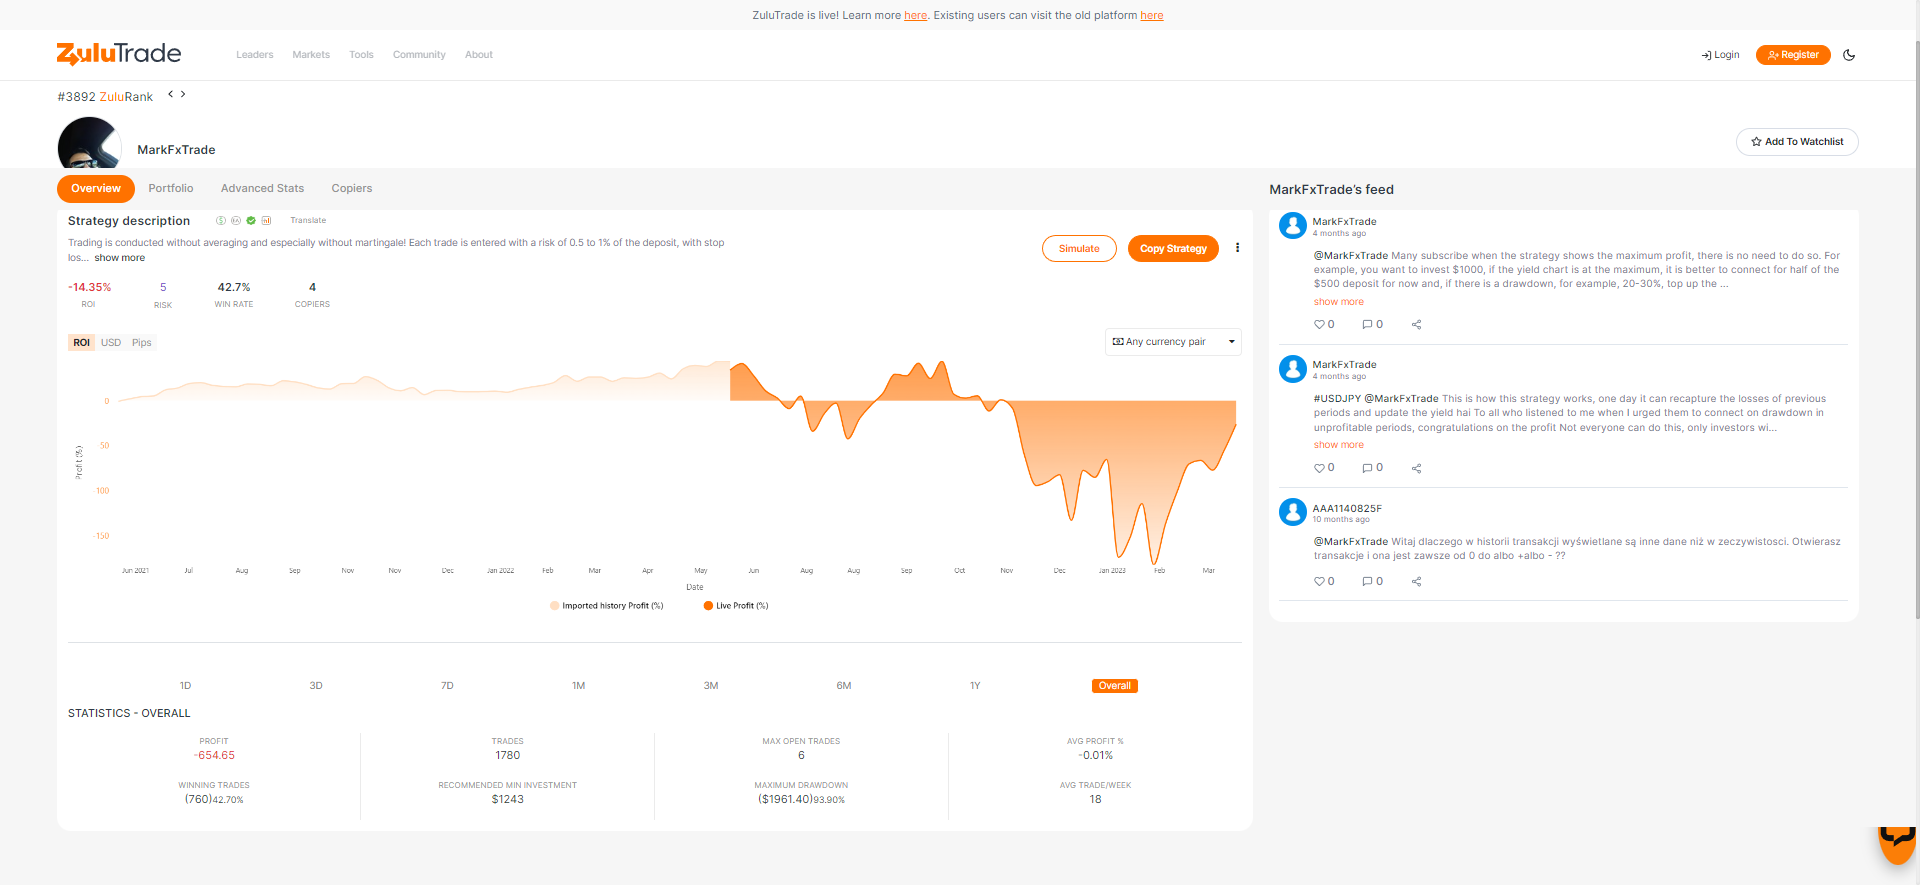 ZuluTrade is live! Learn more here. Existing users can visit the old platform here
ZuluTrade
Leaders
Markets
Tools
Community
About
Login
Register
#3892 ZuluRank
MarkFxTrade
Add To Watchlist
Overview
Portfolio
Advanced Stats
Copiers
Strategy description
Translate
Trading is conducted without averaging and especially without martingale! Each trade is entered with a risk of 0.5 to 1% of the deposit, with stop
los... show more
Simulate
Copy Strategy
-14.35%
5
42.7%
4
ROI
RISK
WIN RATE
COPIERS
ROI
USD
Pips
Any currency pair
0
50
-100
-150
Profit (%)
Jun 2021
Jul
Aug
Sep
Nov
Nov
Dec
Jan 2022
Feb
Mar
Apr
May
Jun
Aug
Aug
Sep
Oct
Nov
Dec
Jan 2023
Feb
Mar
Date
Imported history Profit (%)
Live Profit (%)
1D
3D
7D
1M
3M
6M
1Y
Overall
STATISTICS - OVERALL
PROFIT
-654.65
TRADES
1780
MAX OPEN TRADES
6
AVG PROFIT %
-0.01%
WINNING TRADES
(760)42.70%
RECOMMENDED MIN INVESTMENT
$1243
MAXIMUM DRAWDOWN
($1961.40)93.90%
AVG TRADE/WEEK
18
MarkFxTrade's feed
MarkFxTrade
4 months ago
@MarkFxTrade Many subscribe when the strategy shows the maximum profit, there is no need to do so. For
example, you want to invest $1000, if the yield chart is at the maximum, it is better to connect for half of the
$500 deposit for now and, if there is a drawdown, for example, 20-30%, top up the ...
show more
0
0
MarkFxTrade
4 months ago
#USDJPY @MarkFxTrade This is how this strategy works, one day it can recapture the losses of previous
periods and update the yield hai To all who listened to me when I urged them to connect on drawdown in
unprofitable periods, congratulations on the profit Not everyone can do this, only investors wi...
show more
0
0
AAA1140825F
10 months ago
@MarkFxTrade Witaj dlaczego w historii transakcji wyświetlane są inne dane niż w zeczywistosci. Otwierasz
transakcje i ona jest zawsze od 0 do albo +albo - ??
0
0